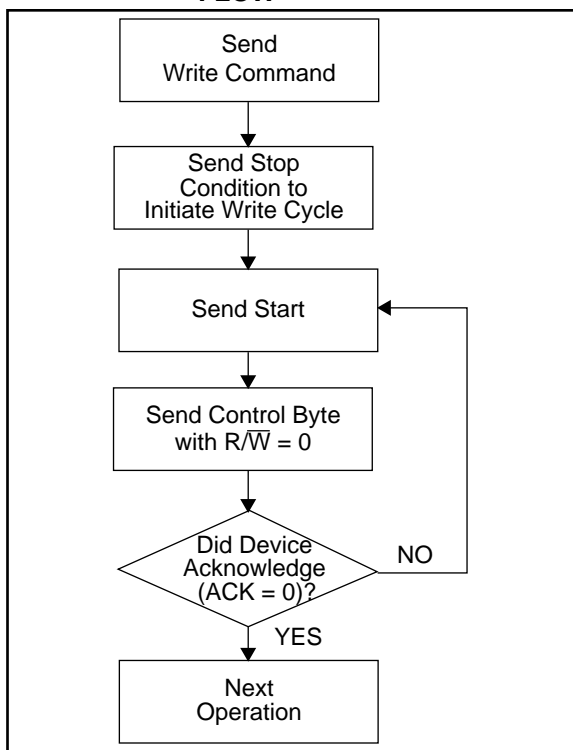 FLOW
Send
Write Command
Send Stop
Condition to
Initiate Write Cycle
Send Start
Send Control Byte
with R/W̅ = 0
Did Device
Acknowledge
(ACK = 0)?
NO
YES
Next
Operation